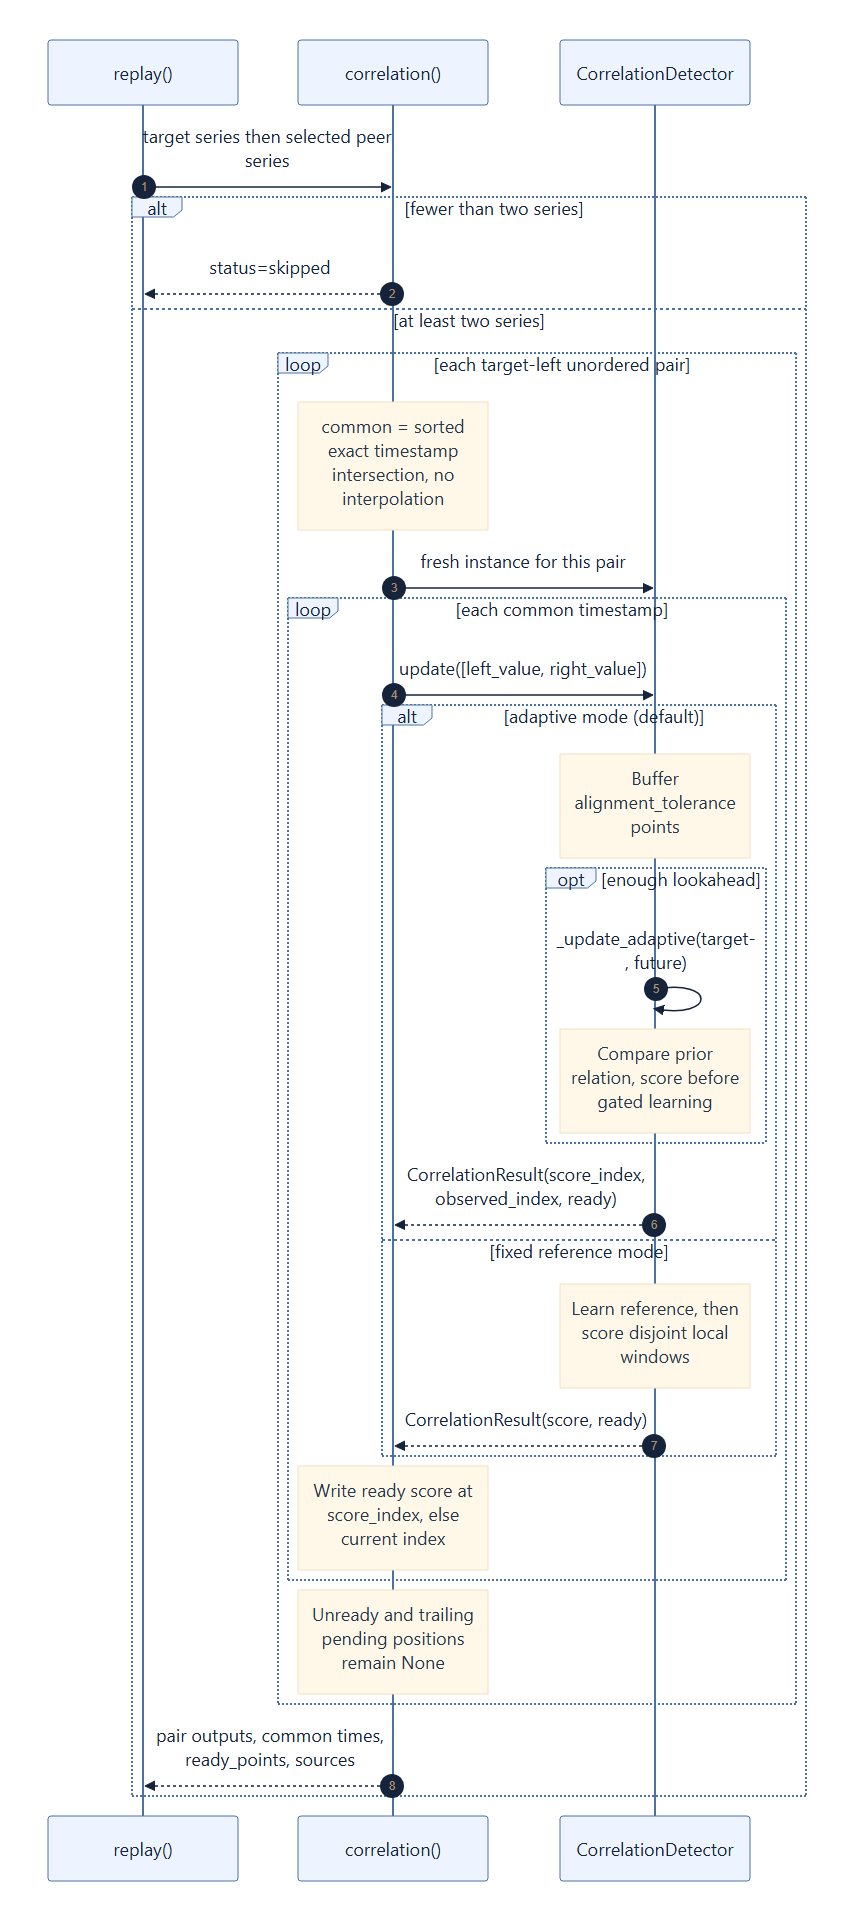 replay()
correlation()
CorrelationDetector
target series then selected peer
series
1
alt
[fewer than two series]
status=skipped
2
[at least two series]
loop
[each target-left unordered pair]
common = sorted
exact timestamp
intersection, no
interpolation
fresh instance for this pair
3
loop
[each common timestamp]
update([left_value, right_value])
4
alt
[adaptive mode (default)]
Buffer
alignment_tolerance
points
opt
[enough lookahead]
_update_adaptive(target-
, future)
5
Compare prior
relation, score before
gated learning
CorrelationResult(score_index,
observed_index, ready)
6
[fixed reference mode]
Learn reference, then
score disjoint local
windows
CorrelationResult(score, ready)
7
Write ready score at
score_index, else
current index
Unready and trailing
pending positions
remain None
pair outputs, common times,
ready_points, sources
8
replay()
correlation()
CorrelationDetector